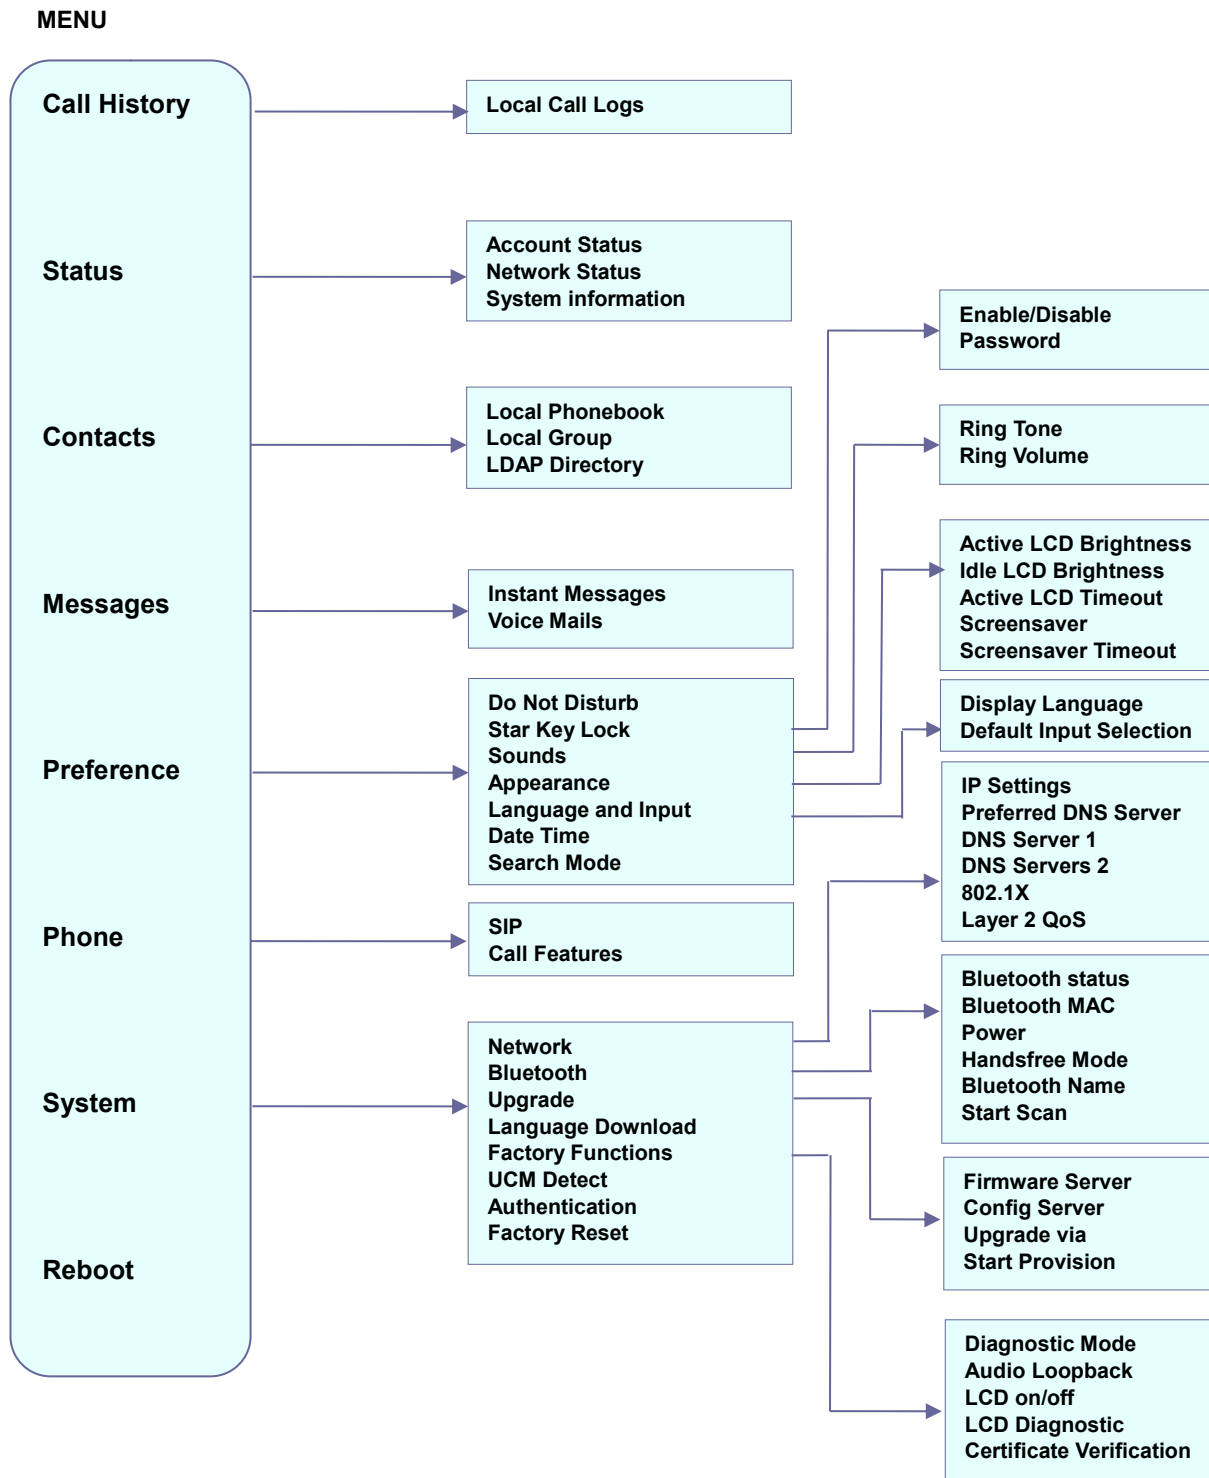 MENU
Call History
Local Call Logs
Status
Account Status
Network Status
System information
Enable/Disable
Password
Contacts
Local Phonebook
Local Group
LDAP Directory
Ring Tone
Ring Volume
Messages
Instant Messages
Voice Mails
Active LCD Brightness
Idle LCD Brightness
Active LCD Timeout
Screensaver
Screensaver Timeout
Preference
Do Not Disturb
Star Key Lock
Sounds
Appearance
Language and Input
Date Time
Search Mode
Display Language
Default Input Selection
IP Settings
Preferred DNS Server
DNS Server 1
DNS Servers 2
802.1X
Layer 2 QoS
Phone
SIP
Call Features
Bluetooth status
Bluetooth MAC
Power
Handsfree Mode
Bluetooth Name
Start Scan
System
Network
Bluetooth
Upgrade
Language Download
Factory Functions
UCM Detect
Authentication
Factory Reset
Firmware Server
Config Server
Upgrade via
Start Provision
Reboot
Diagnostic Mode
Audio Loopback
LCD on/off
LCD Diagnostic
Certificate Verification